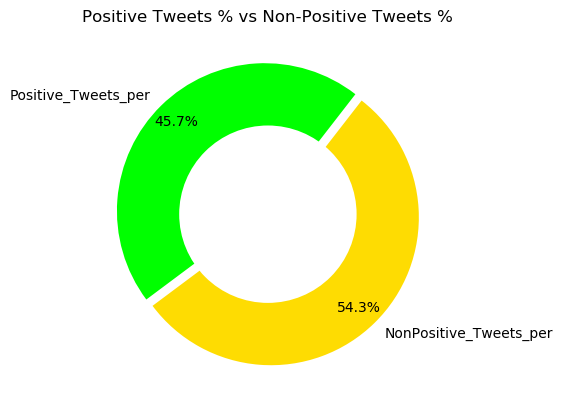 Positive Tweets % vs Non-Positive Tweets %
Positive_Tweets_per
45.7%
54.3%
NonPositive_Tweets_per